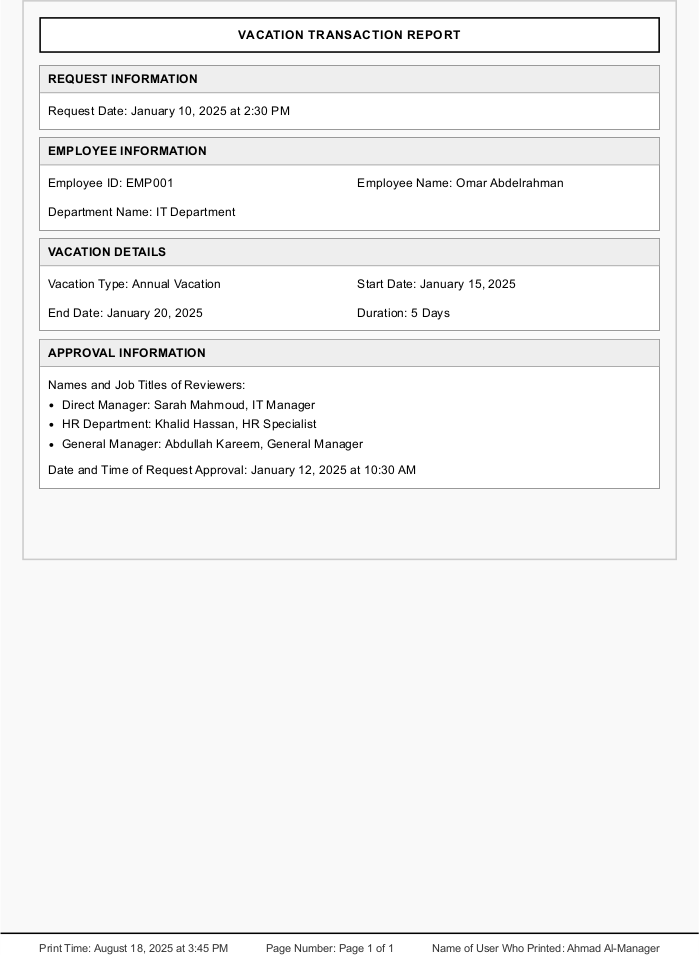 VACATION TRANSACTION REPORT
REQUEST INFORMATION
Request Date: January 10, 2025 at 2:30 PM
EMPLOYEE INFORMATION
Employee ID: EMP001 Employee Name: Omar Abdelrahman
Department Name: IT Department
VACATION DETAILS
Vacation Type: Annual Vacation Start Date: January 15, 2025
End Date: January 20, 2025 Duration: 5 Days
APPROVAL INFORMATION
Names and Job Titles of Reviewers:
• Direct Manager: Sarah Mahmoud, IT Manager
• HR Department: Khalid Hassan, HR Specialist
• General Manager: Abdullah Kareem, General Manager
Date and Time of Request Approval: January 12, 2025 at 10:30 AM
Print Time: August 18, 2025 at 3:45 PM Page Number: Page 1 of 1 Name of User Who Printed: Ahmad Al-Manager